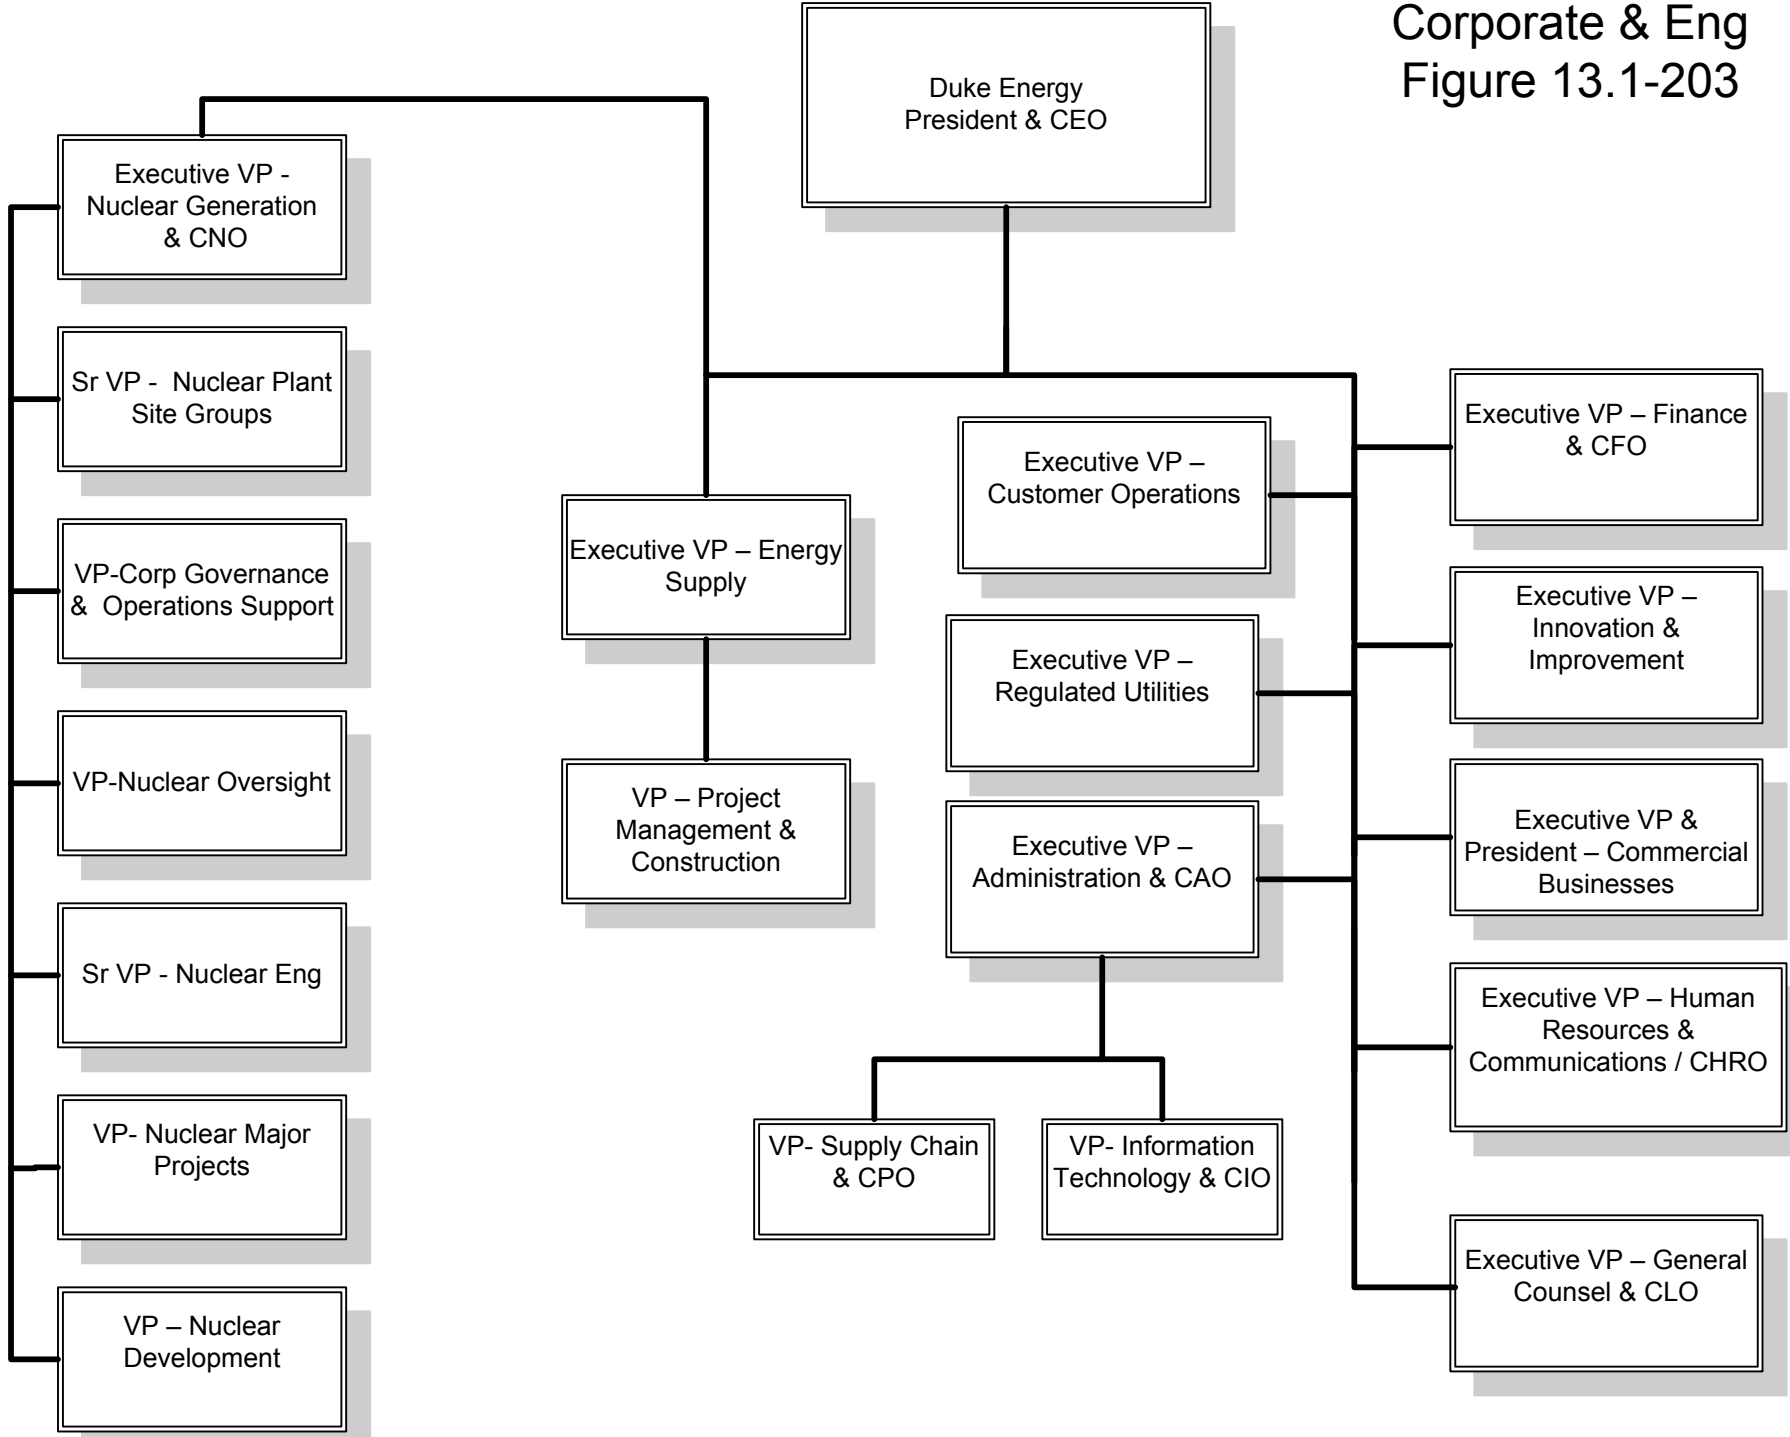 Corporate & Eng
Figure 13.1-203
Duke Energy
President & CEO
Executive VP -
Nuclear Generation
& CNO
Sr VP -  Nuclear Plant
Site Groups
VP-Corp Governance
&  Operations Support
VP-Nuclear Oversight
Sr VP - Nuclear Eng
VP- Nuclear Major
Projects
VP – Nuclear
Development
Executive VP – Energy
Supply
VP – Project
Management &
Construction
Executive VP –
Customer Operations
Executive VP –
Regulated Utilities
Executive VP –
Administration & CAO
VP- Supply Chain
& CPO
VP- Information
Technology & CIO
Executive VP – Finance
& CFO
Executive VP –
Innovation &
Improvement
Executive VP &
President – Commercial
Businesses
Executive VP – Human
Resources &
Communications / CHRO
Executive VP – General
Counsel & CLO